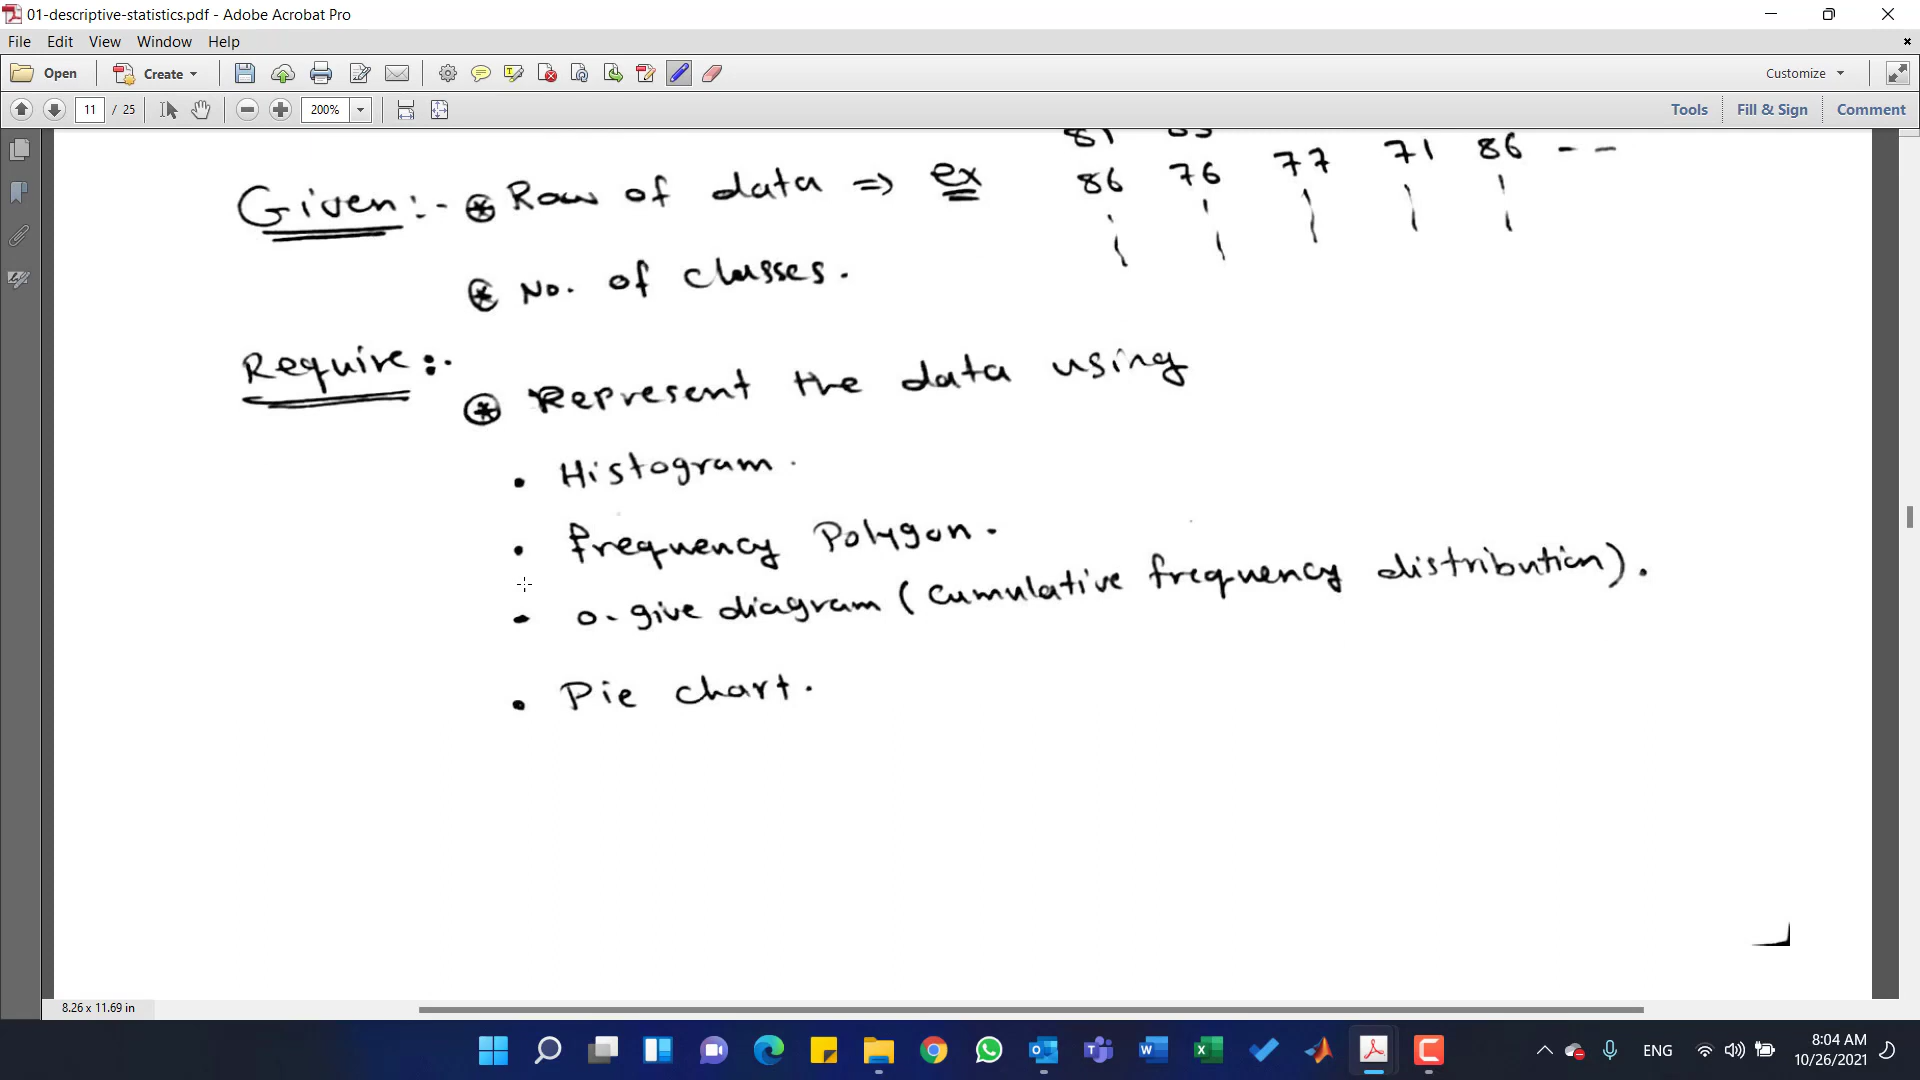 01-descriptive-statistics.pdf - Adobe Acrobat Pro
File Edit View Window Help
Open Create Customize
11 / 25 200% Tools Fill & Sign Comment
81
86 76 77 71 86 - -
Given:- Row of data => ex
No. of classes.
Require:-
Represent the data using
• Histogram.
• frequency Polygon.
• o-give diagram (cumulative frequency distribution).
• Pie chart.
8.26 x 11.69 in
ENG
8:04 AM
10/26/2021